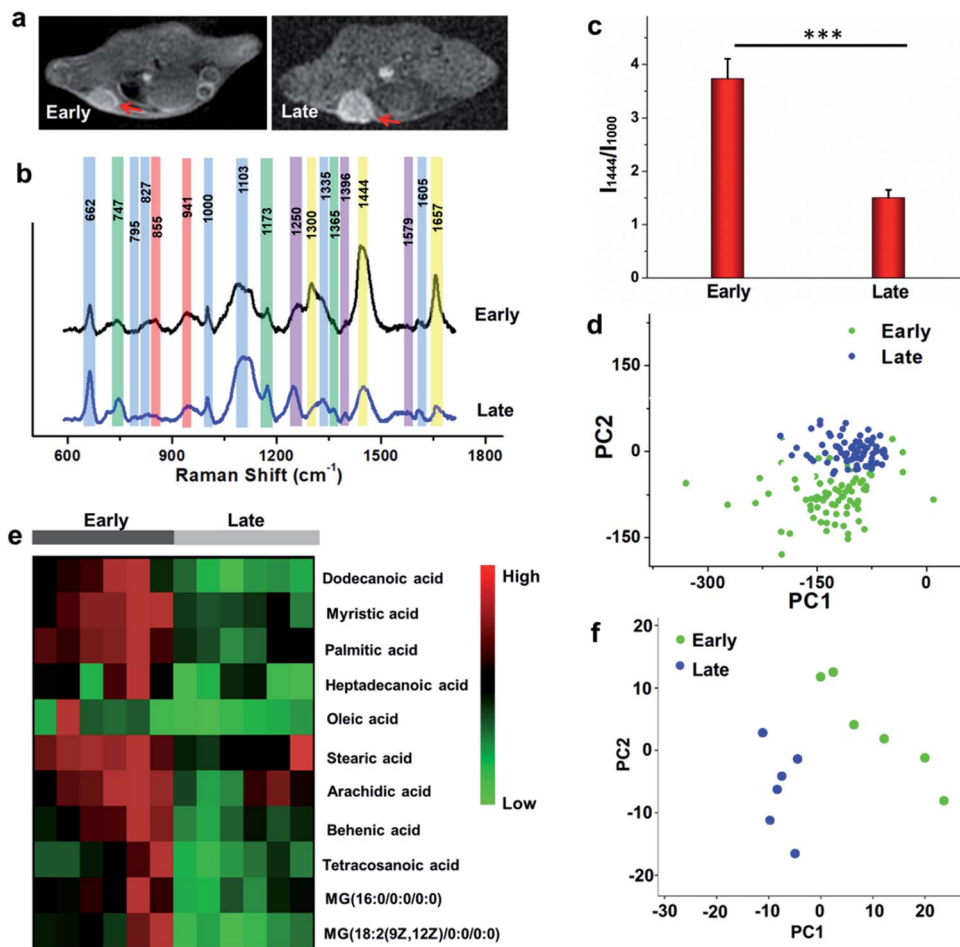 a
Early
Late
b
662
747
795
827
855
941
1000
1103
1173
1250
1300
1335
1365
1396
1444
1579
1605
1657
Early
Late
600 900 1200 1500 1800
Raman Shift (cm⁻¹)
c
***
I₁₄₄₄/I₁₀₀₀
4
3
2
1
0
Early Late
d
Early
Late
PC2
150
0
-150
-300 -150 0
PC1
e
Early Late
High
Low
Dodecanoic acid
Myristic acid
Palmitic acid
Heptadecanoic acid
Oleic acid
Stearic acid
Arachidic acid
Behenic acid
Tetracosanoic acid
MG(16:0/0:0/0:0)
MG(18:2(9Z,12Z)/0:0/0:0)
f
Early
Late
PC2
20
10
0
-10
-20
-30 -20 -10 0 10 20
PC1